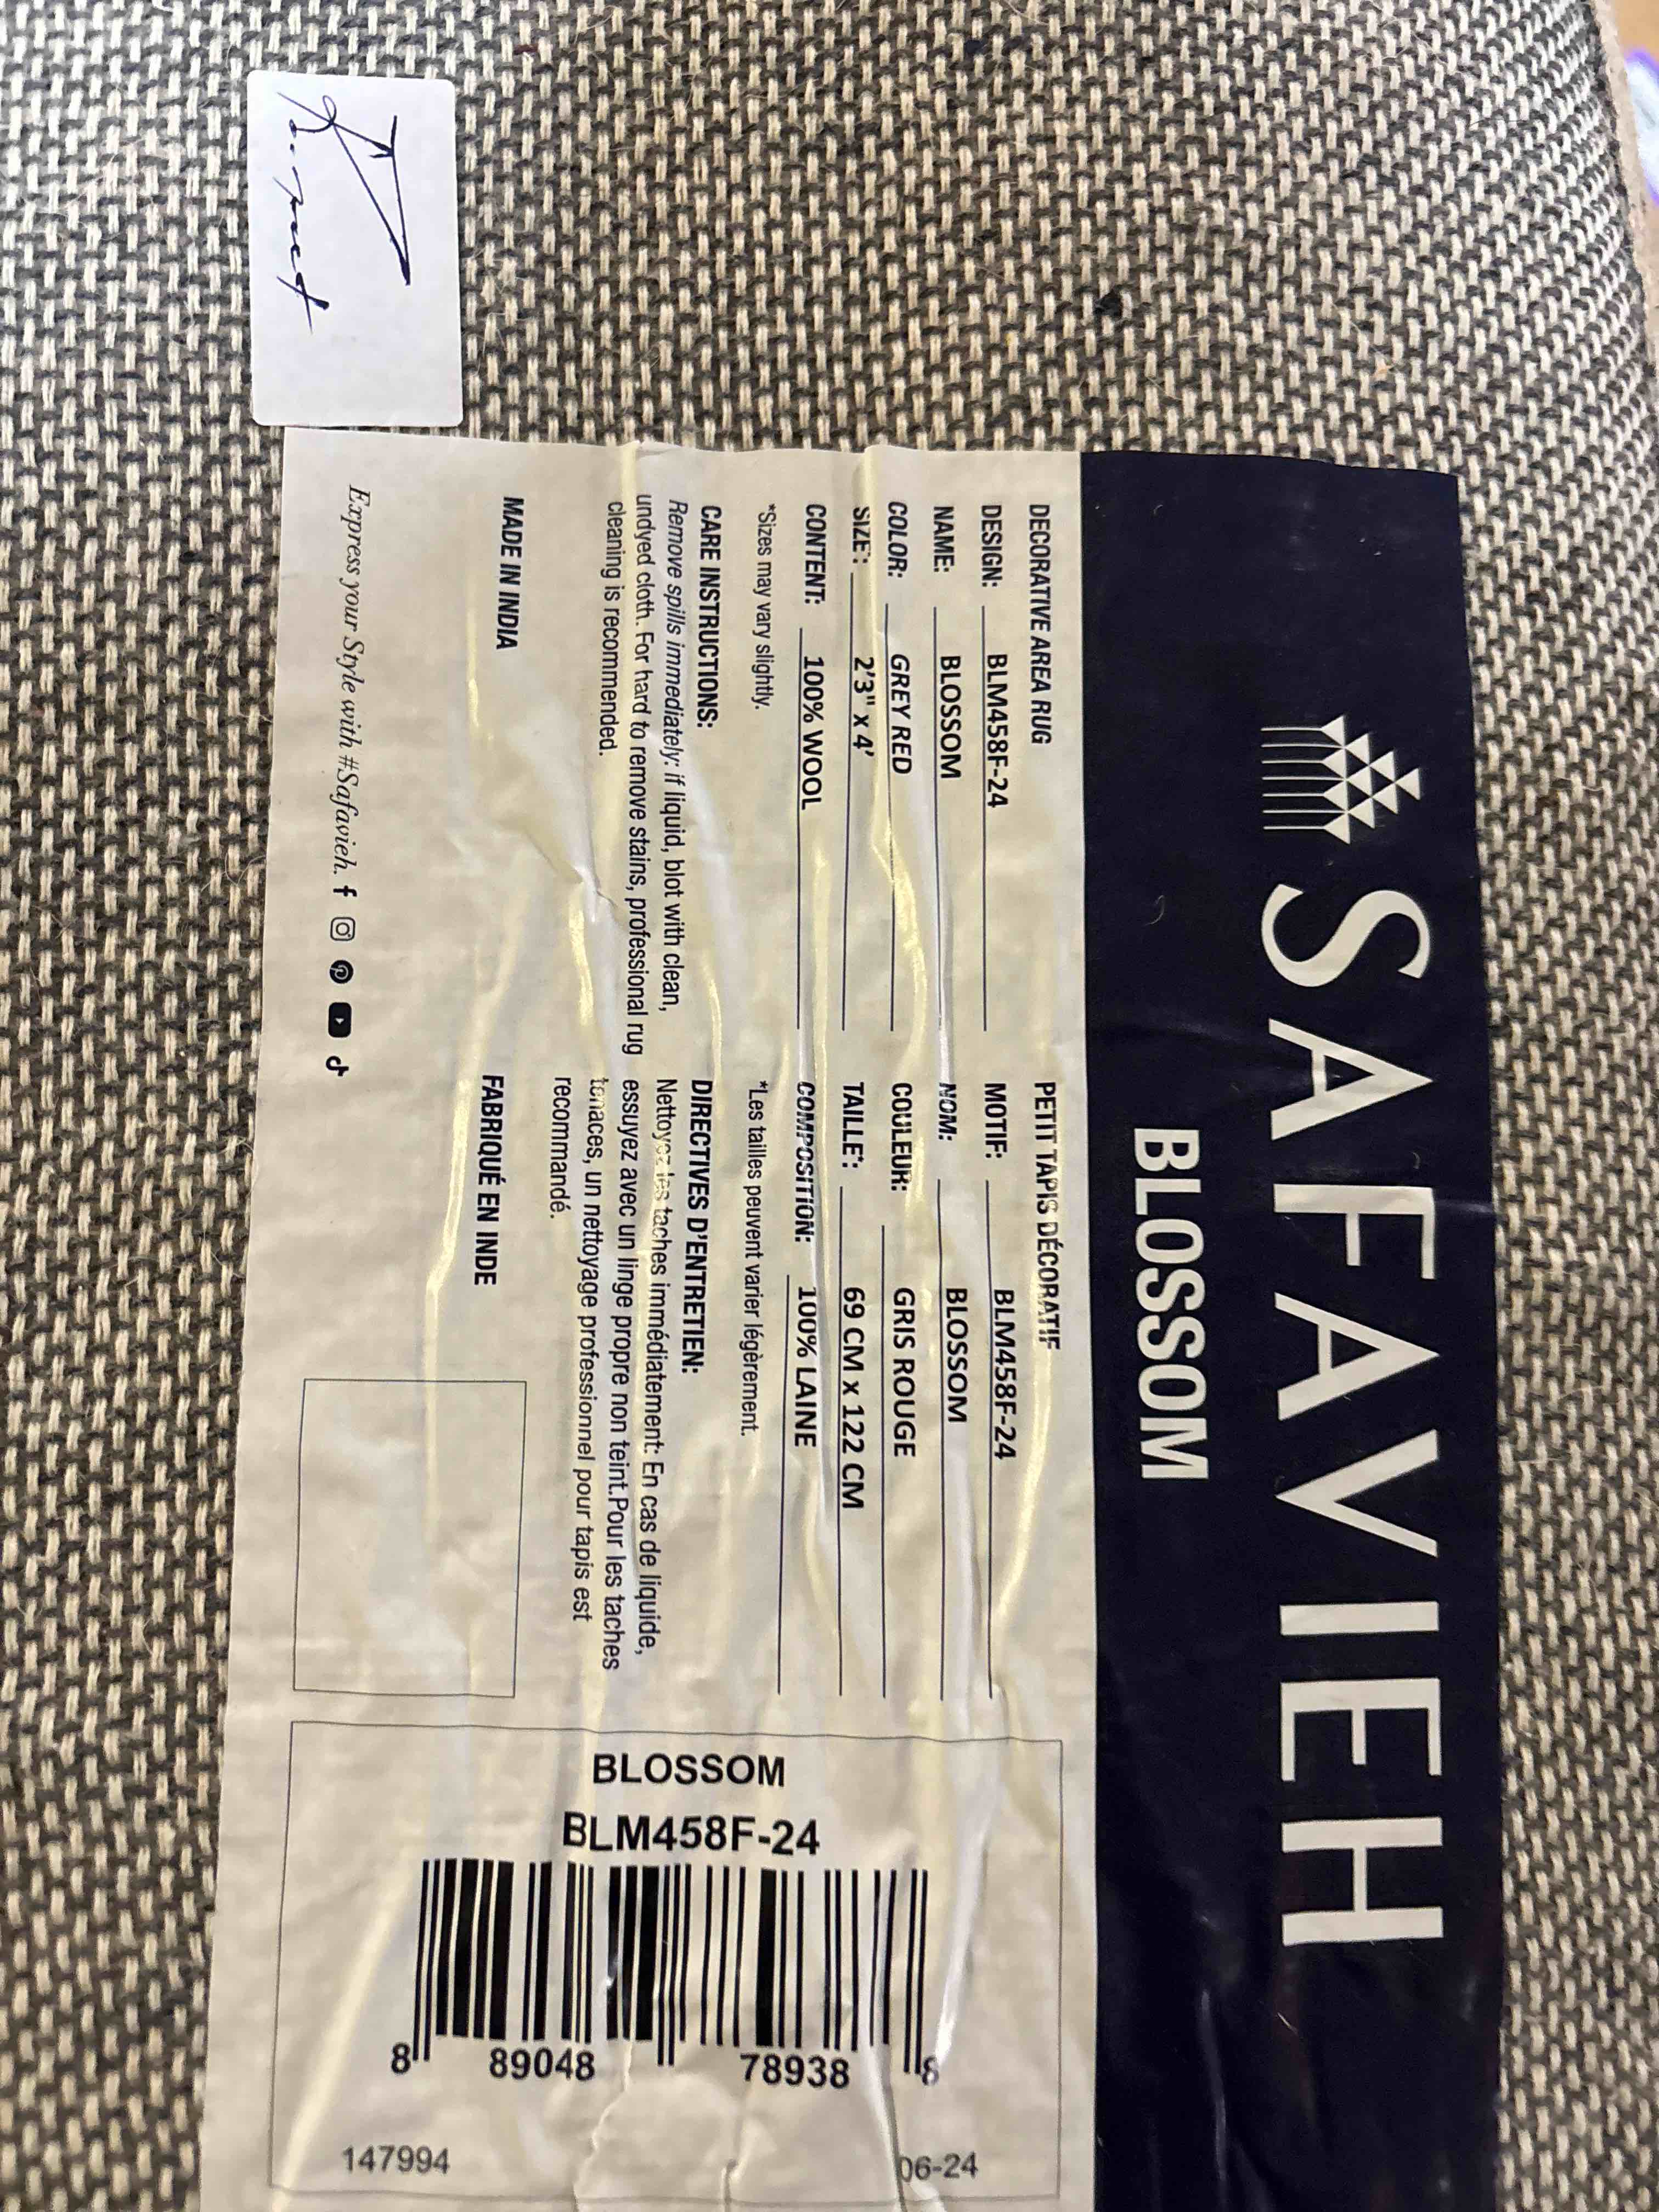 SAFAVIEH
BLOSSOM
DECORATIVE AREA RUG
DESIGN: BLM458F-24
NAME: BLOSSOM
COLOR: GREY RED
SIZE*: 2'3" x 4'
CONTENT: 100% WOOL
*Sizes may vary slightly.
CARE INSTRUCTIONS:
Remove spills immediately: if liquid, blot with clean,
undyed cloth. For hard to remove stains, professional rug
cleaning is recommended.
MADE IN INDIA
PETIT TAPIS DÉCORATIF
MOTIF: BLM458F-24
NOM: BLOSSOM
COULEUR: GRIS ROUGE
TAILLE*: 69 CM x 122 CM
COMPOSITION: 100% LAINE
*Les tailles peuvent varier légèrement.
DIRECTIVES D'ENTRETIEN:
Nettoyez les taches immédiatement: En cas de liquide,
essuyez avec un linge propre non teint.Pour les taches
tenaces, un nettoyage professionnel pour tapis est
recommandé.
FABRIQUÉ EN INDE
Express your Style with #Safavieh.
BLOSSOM
BLM458F-24
8 89048 78938 8
147994 06-24